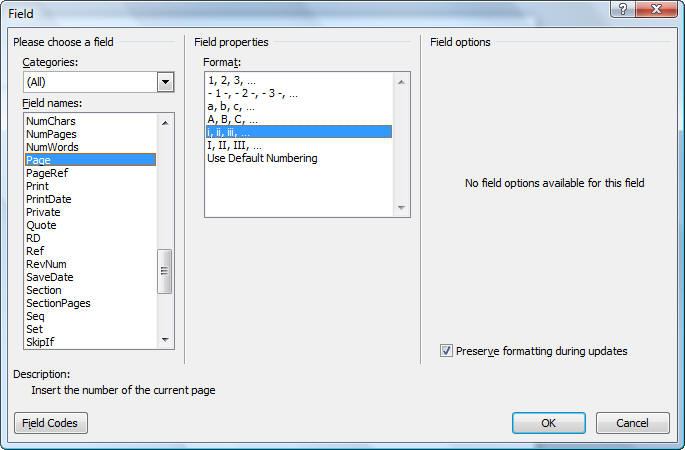 Field
Please choose a field
Categories:
(All)
Field names:
NumChars
NumPages
NumWords
Page
PageRef
Print
PrintDate
Private
Quote
RD
Ref
RevNum
SaveDate
Section
SectionPages
Seq
Set
SkipIf
Field properties
Format:
1, 2, 3, ...
- 1 -, - 2 -, - 3 -, ...
a, b, c, ...
A, B, C, ...
i, ii, iii, ...
I, II, III, ...
Use Default Numbering
Field options
No field options available for this field
Preserve formatting during updates
Description:
Insert the number of the current page
Field Codes
OK
Cancel